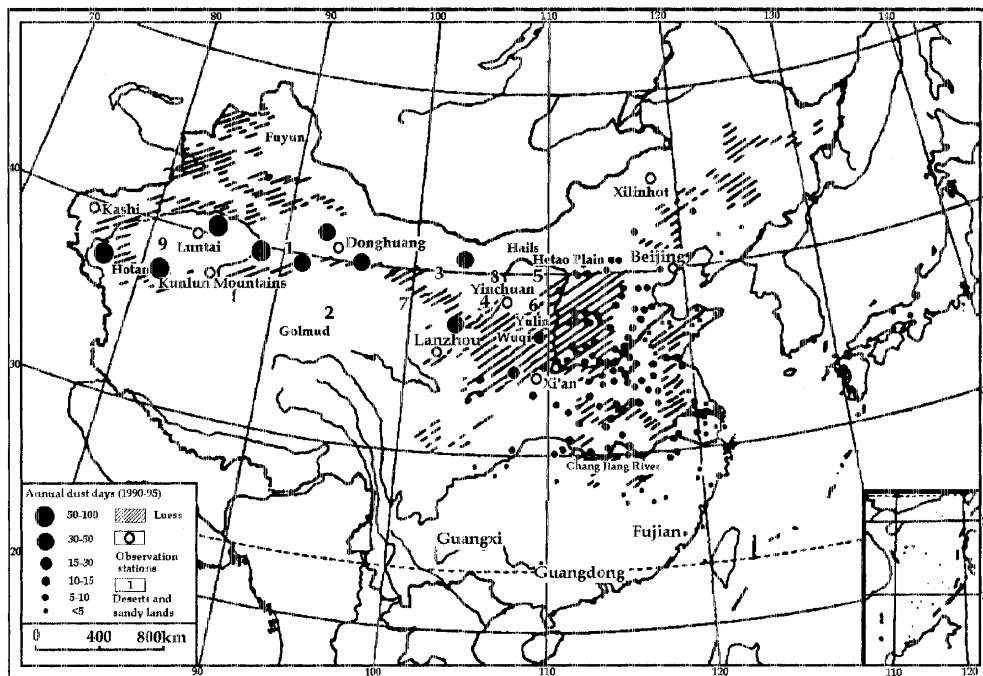 70 80 90 100 110 120 130 140
Fuyun
40
Xilinhot
Kashi
9
Luntai
1
Donghuang
Hails
Hetao Plain
Beijing
Hotan
3
8
5
Kunlun Mountains
Yinchuan
7
4
6
2
Yulin
Golmud
Wuqi
Lanzhou
30
Xi'an
Chang Jiang River
Annual dust days (1990-95)
50-100
Luess
30-50
15-30
Observation
stations
10-15
1
5-10
Deserts and
sandy lands
<5
0 400 800km
Guangxi
Fujian
20
Guangdong
90 100 110 120 110 120